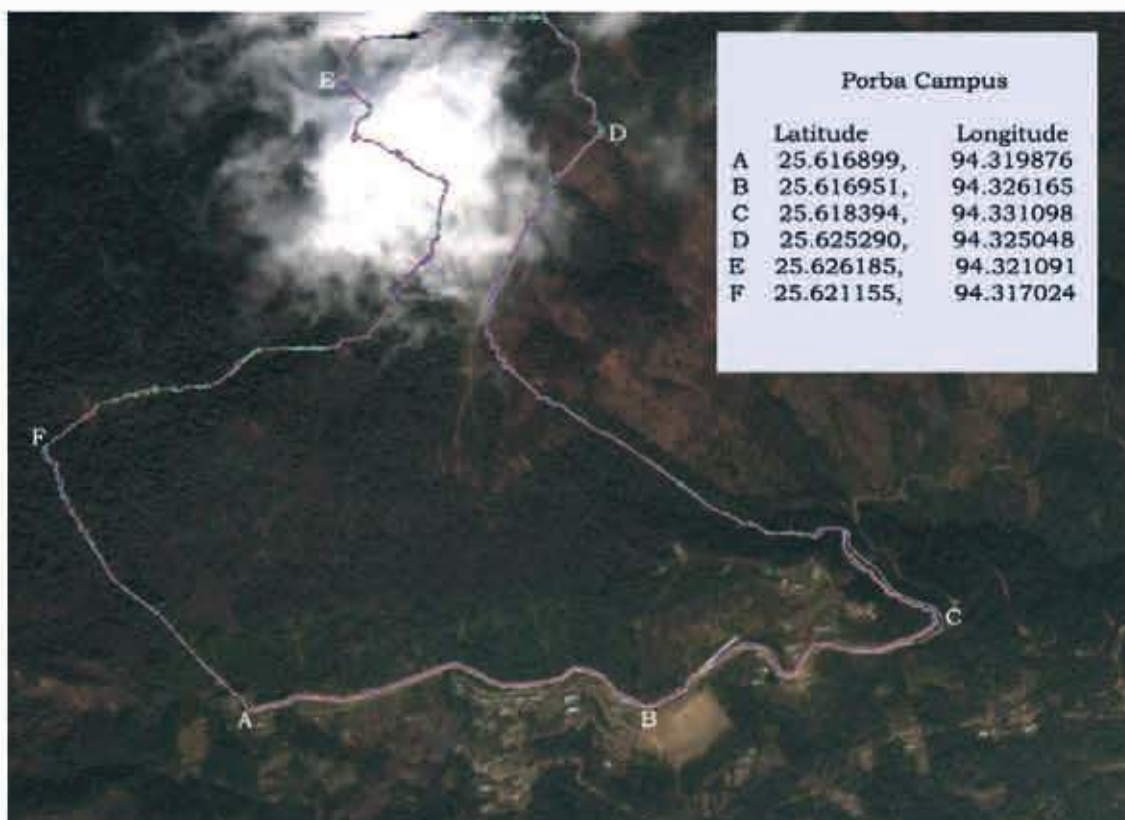 Porba Campus
Latitude Longitude
A 25.616899, 94.319876
B 25.616951, 94.326165
C 25.618394, 94.331098
D 25.625290, 94.325048
E 25.626185, 94.321091
F 25.621155, 94.317024
E
D
F
C
A
B